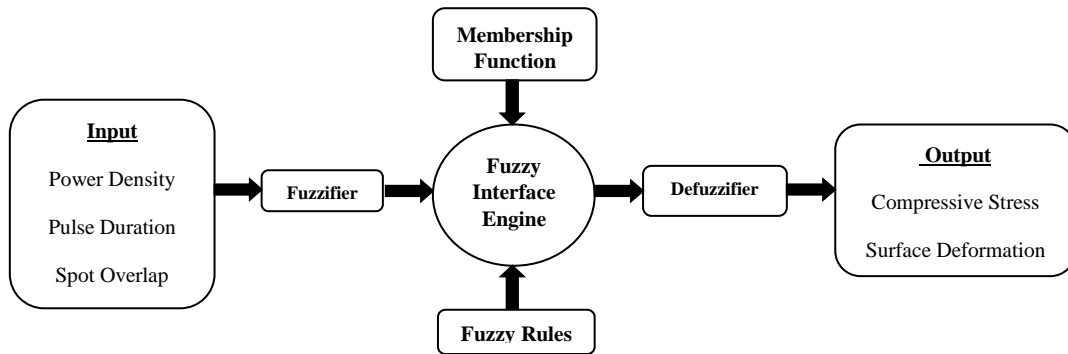 Membership
Function
Input
Power Density
Pulse Duration
Spot Overlap
Fuzzifier
Fuzzy
Interface
Engine
Defuzzifier
Output
Compressive Stress
Surface Deformation
Fuzzy Rules